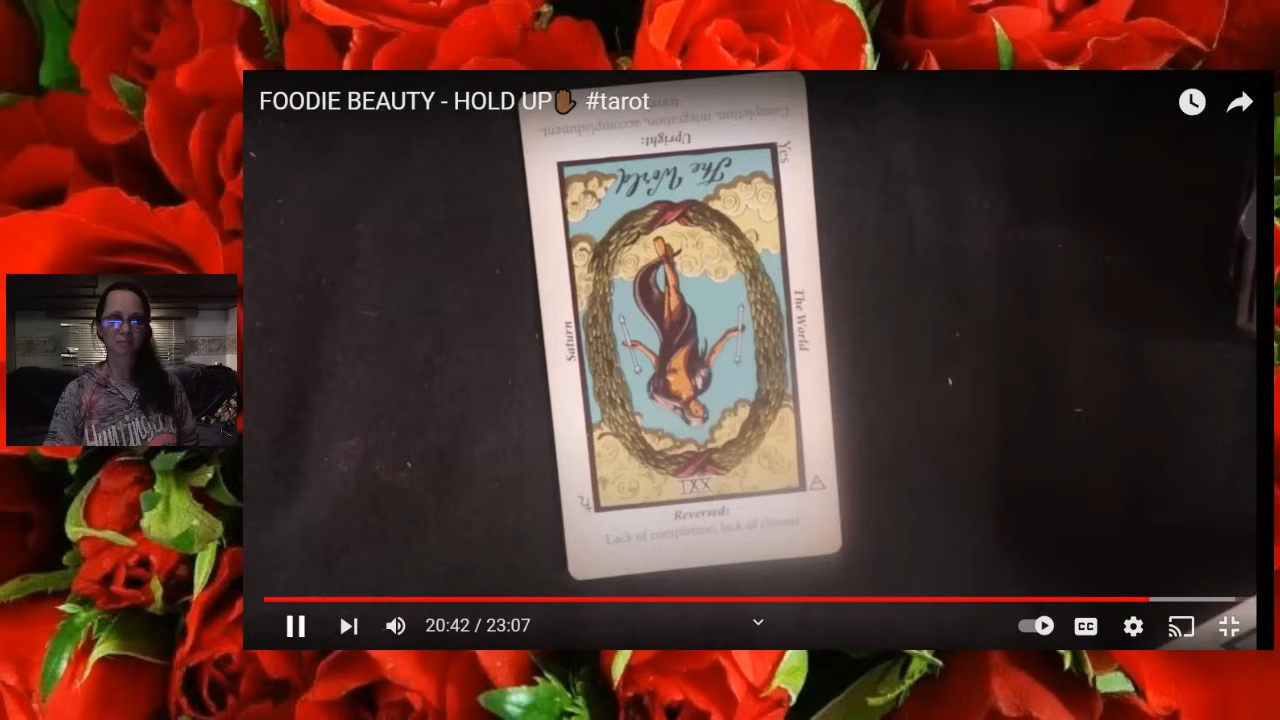 FOODIE BEAUTY - HOLD UP✋🏾 #tarot
Completion, integration, accomplishment,
Upright:
Yes
The World
Saturn
The World
XXI
Reversed:
Lack of completion, lack of closure
20:42 / 23:07
CC